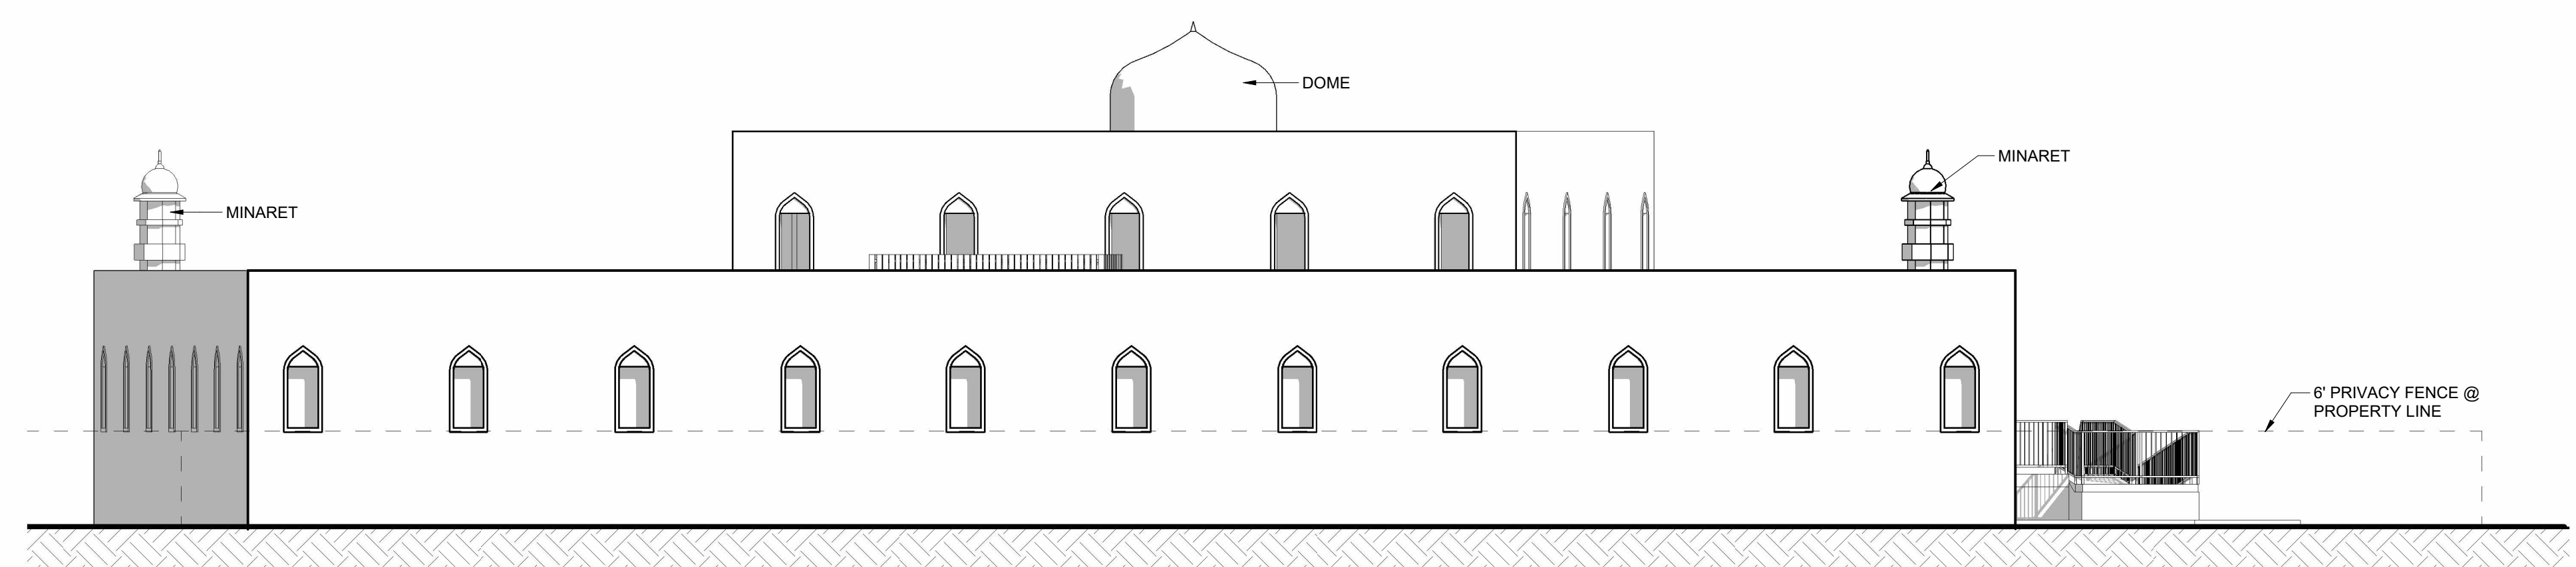 DOME
MINARET
MINARET
6' PRIVACY FENCE @
PROPERTY LINE